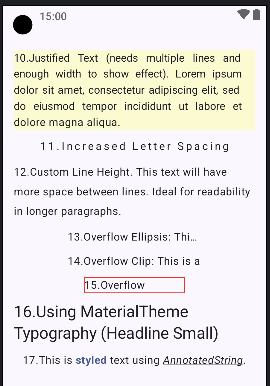 15:00
10.Justified Text (needs multiple lines and
enough width to show effect). Lorem ipsum
dolor sit amet, consectetur adipiscing elit, sed
do eiusmod tempor incididunt ut labore et
dolore magna aliqua.
11.Increased Letter Spacing
12.Custom Line Height. This text will have
more space between lines. Ideal for readability
in longer paragraphs.
13.Overflow Ellipsis: Thi...
14.Overflow Clip: This is a
15.Overflow
16.Using MaterialTheme
Typography (Headline Small)
17.This is styled text using AnnotatedString.